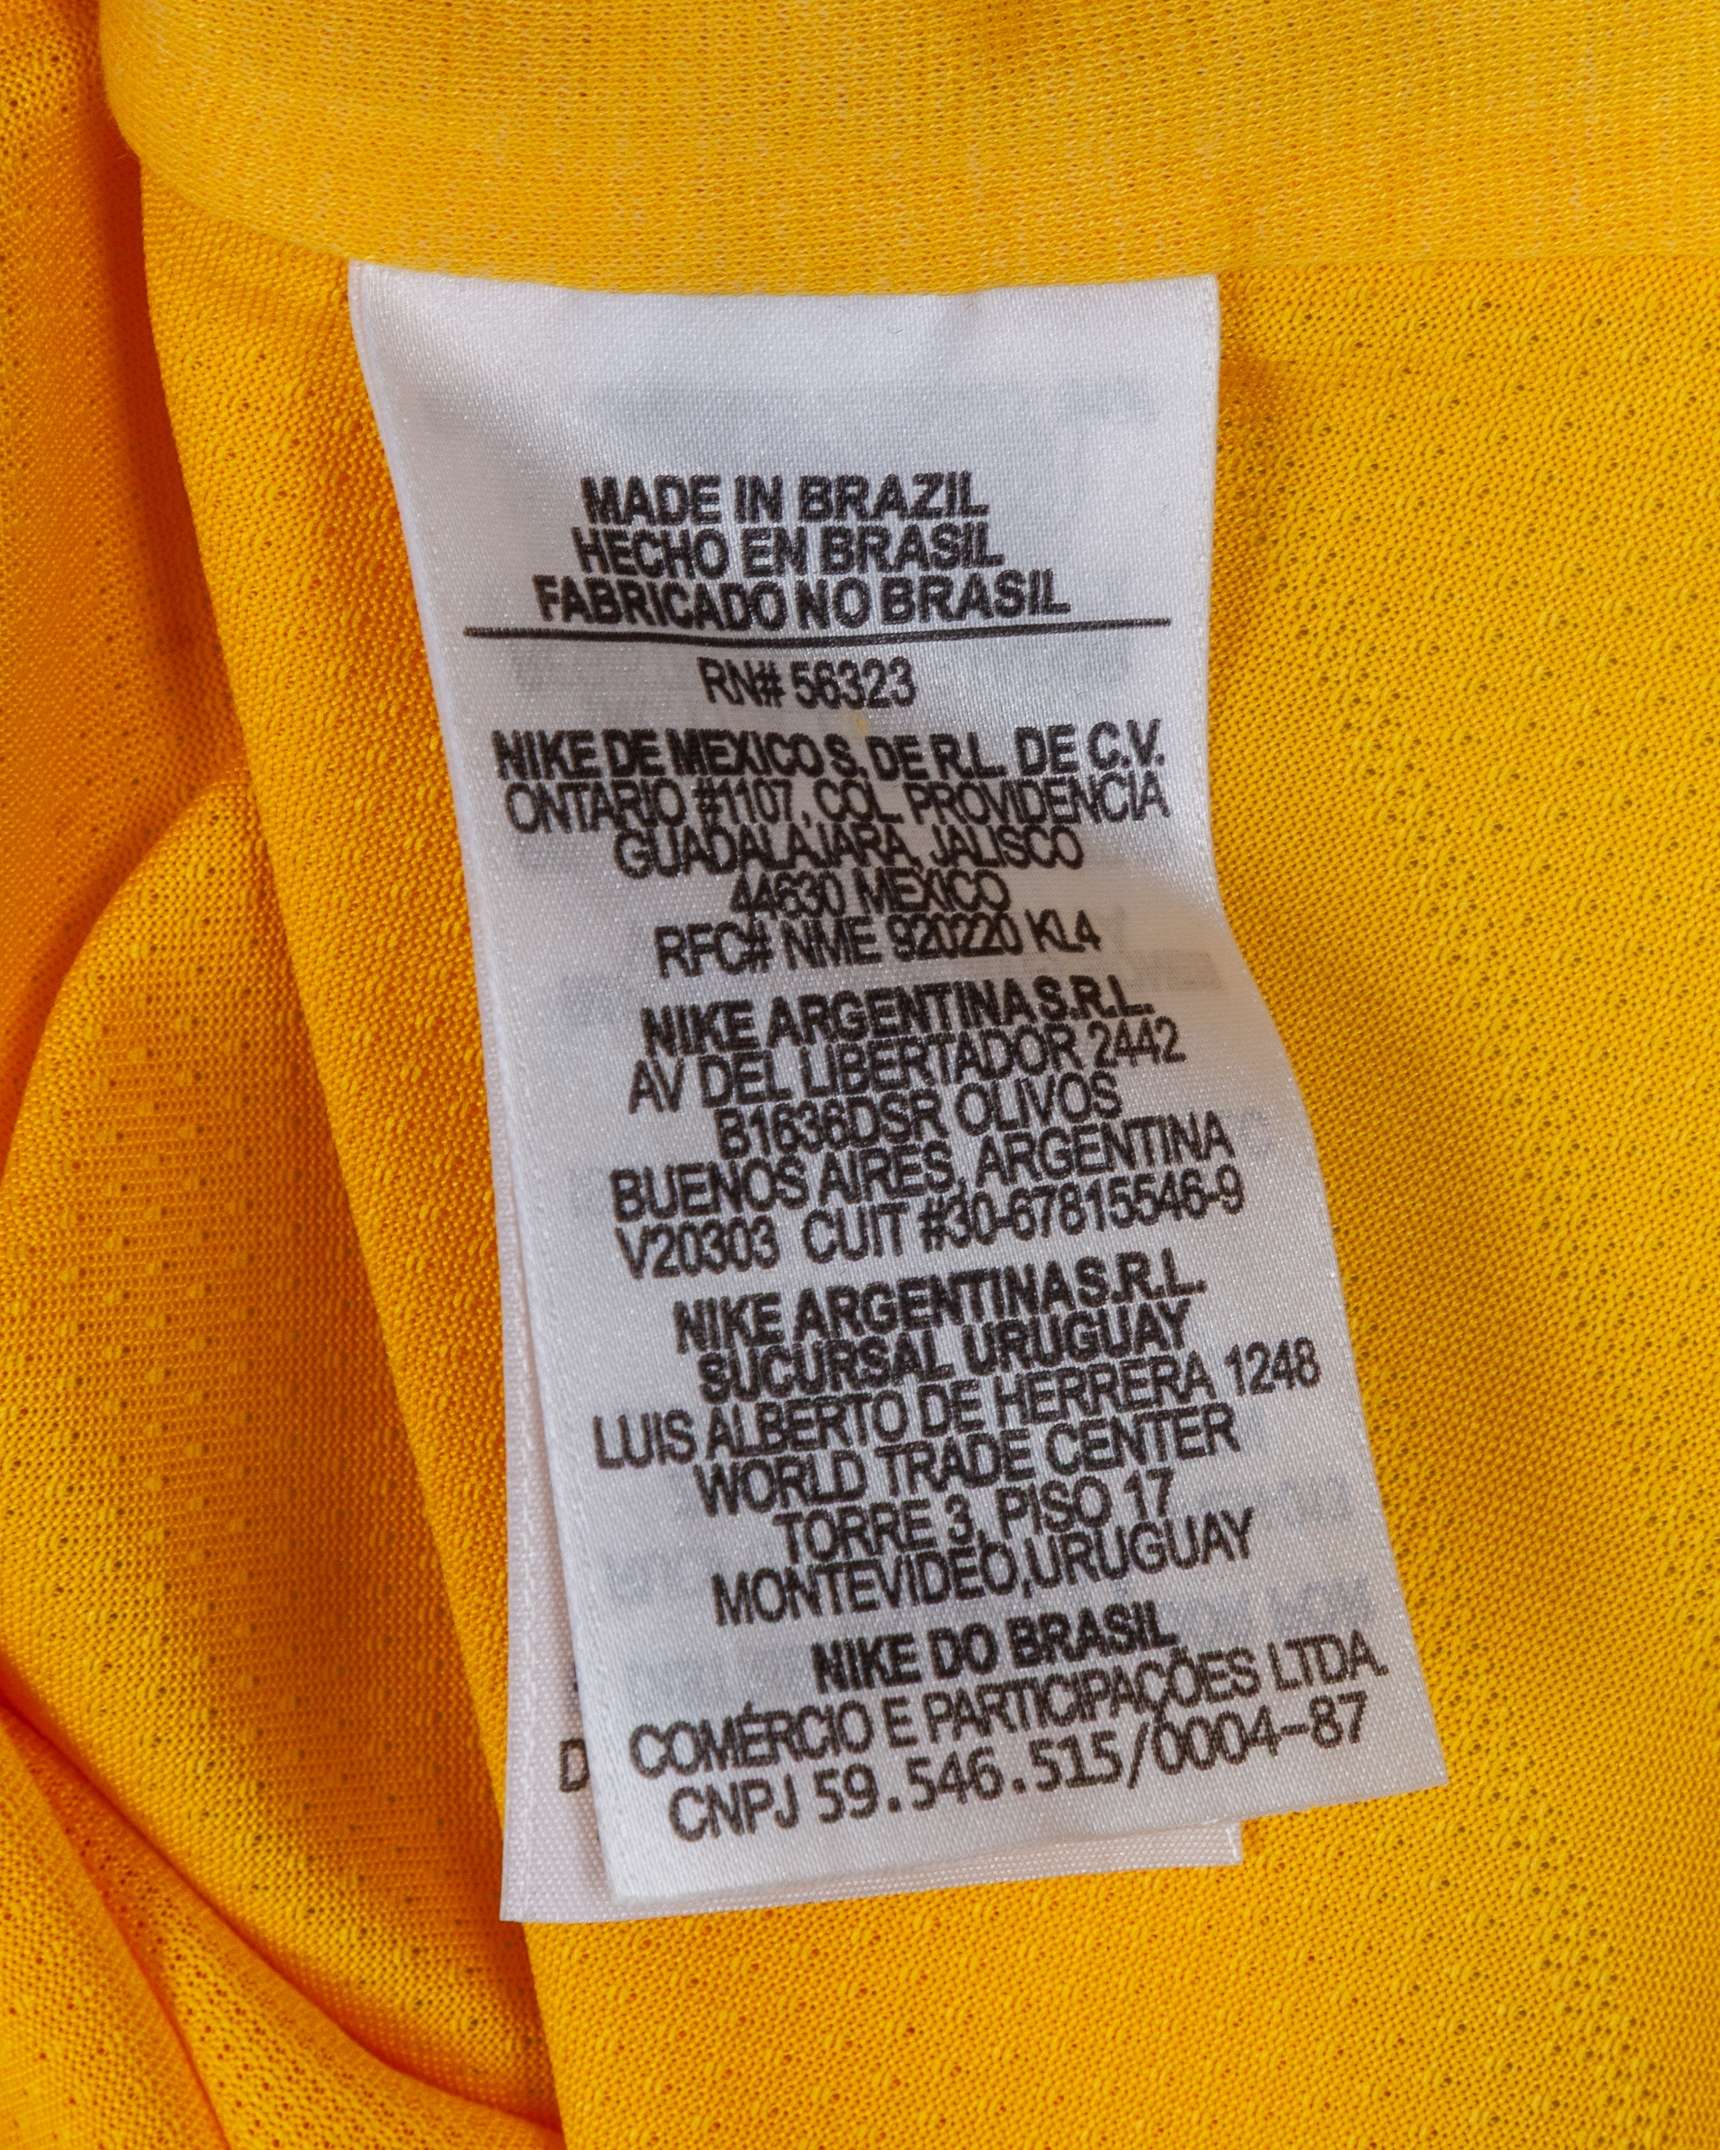 MADE IN BRAZIL
HECHO EN BRASIL
FABRICADO NO BRASIL
RN# 56323
NIKE DE MEXICO S. DE R.L. DE C.V.
ONTARIO #1107, COL PROVIDENCIA
GUADALAJARA, JALISCO
44630 MEXICO
RFC# NME 920220 KL4
NIKE ARGENTINA S.R.L.
AV DEL LIBERTADOR 2442
B1636DSR OLIVOS
BUENOS AIRES, ARGENTINA
V20303 CUIT #30-67815546-9
NIKE ARGENTINA S.R.L.
SUCURSAL URUGUAY
LUIS ALBERTO DE HERRERA 1248
WORLD TRADE CENTER
TORRE 3, PISO 17
MONTEVIDEO,URUGUAY
NIKE DO BRASIL
COMÉRCIO E PARTICIPAÇÕES LTDA.
CNPJ 59.546.515/0004-87
D